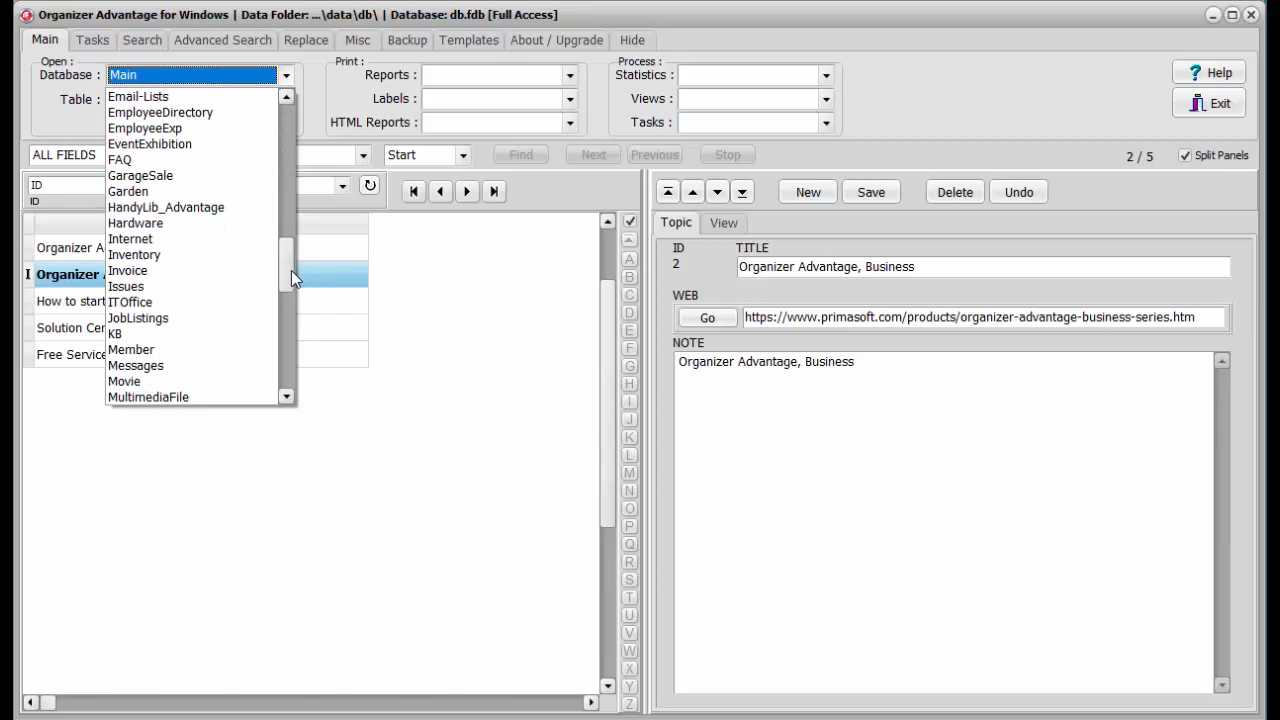 Organizer Advantage for Windows | Data Folder: ...\data\db\ | Database: db.fdb [Full Access]
Main Tasks Search Advanced Search Replace Misc Backup Templates About / Upgrade Hide
Open : Print : Process :
Database : Main Reports : Statistics : Help
Table : Labels : Views : Exit
HTML Reports : Tasks :
ALL FIELDS Start Find Next Previous Stop 2 / 5 Split Panels
ID New Save Delete Undo
ID
Email-Lists
EmployeeDirectory
EmployeeExp
EventExhibition
FAQ
GarageSale
Garden
HandyLib_Advantage
Hardware
Internet
Inventory
Invoice
Issues
ITOffice
JobListings
KB
Member
Messages
Movie
MultimediaFile
Organizer A
I Organizer
How to start
Solution Cen
Free Service
A
B
C
D
E
F
G
H
I
J
K
L
M
N
O
P
Q
R
S
T
U
V
W
X
Y
Z
Topic View
ID TITLE
2 Organizer Advantage, Business
WEB
Go https://www.primasoft.com/products/organizer-advantage-business-series.htm
NOTE
Organizer Advantage, Business